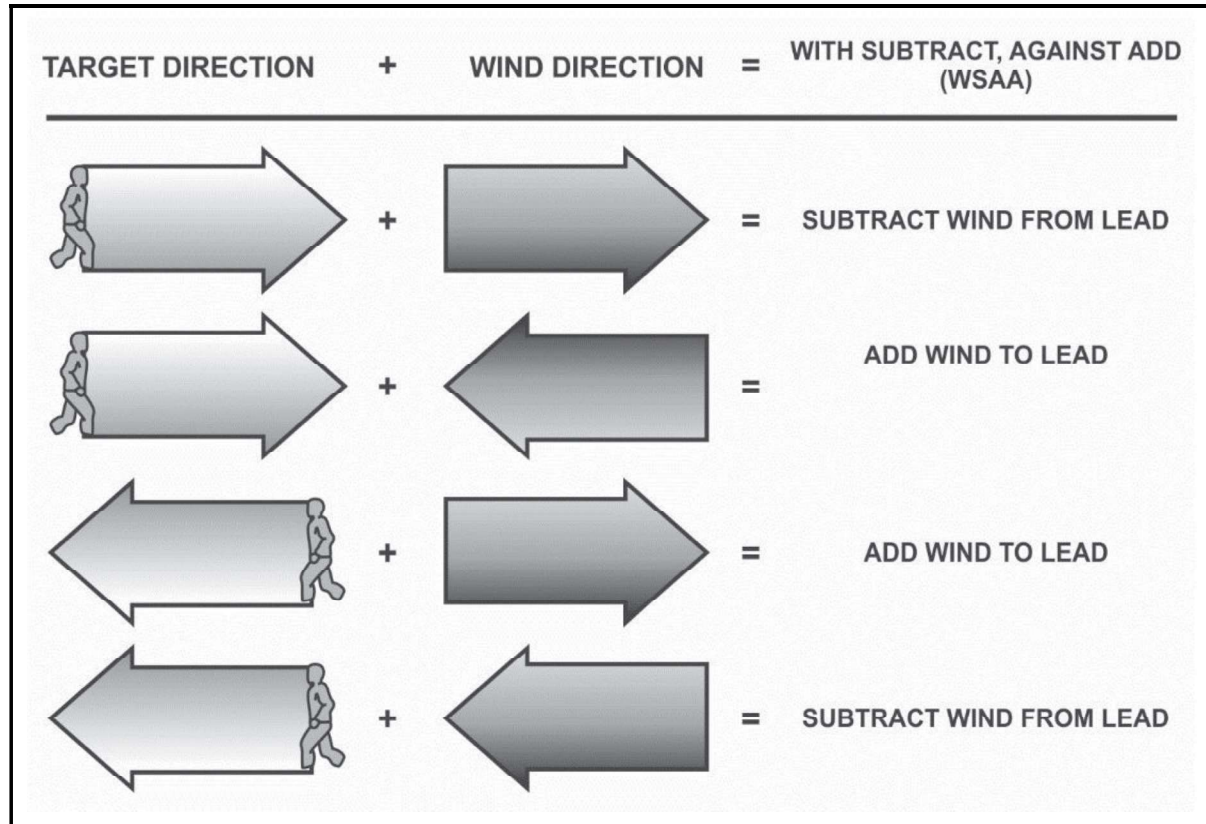 TARGET DIRECTION + WIND DIRECTION = WITH SUBTRACT, AGAINST ADD
(WSAA)
+ = SUBTRACT WIND FROM LEAD
+ = ADD WIND TO LEAD
+ = ADD WIND TO LEAD
+ = SUBTRACT WIND FROM LEAD